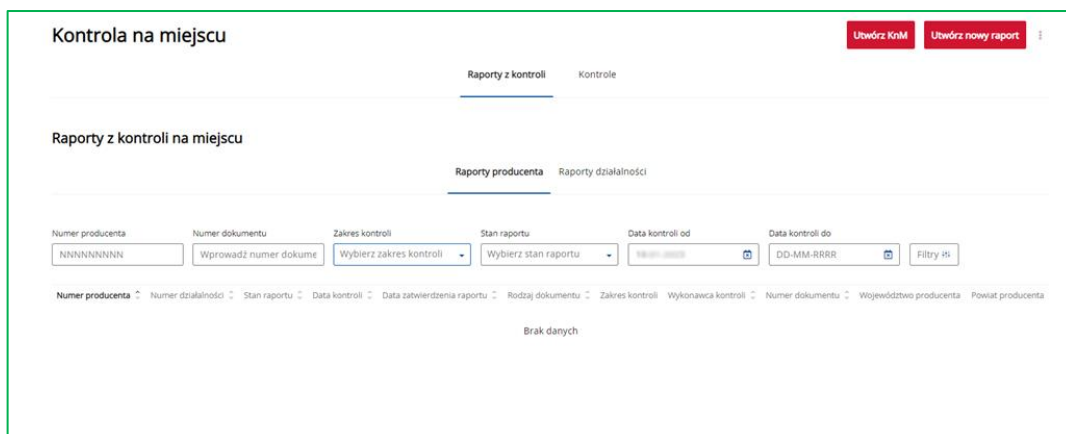 Kontrola na miejscu
Utwórz KnM Utwórz nowy raport
Raporty z kontroli Kontrole
Raporty z kontroli na miejscu
Raporty producenta Raporty działalności
Numer producenta Numer dokumentu Zakres kontroli Stan raportu Data kontroli od Data kontroli do
NNNNNNNNN Wprowadź numer dokume Wybierz zakres kontroli Wybierz stan raportu DD-MM-RRRR Filtry
Numer producenta Numer działalności Stan raportu Data kontroli Data zatwierdzenia raportu Rodzaj dokumentu Zakres kontroli Wykonawca kontroli Numer dokumentu Województwo producenta Powiat producenta
Brak danych